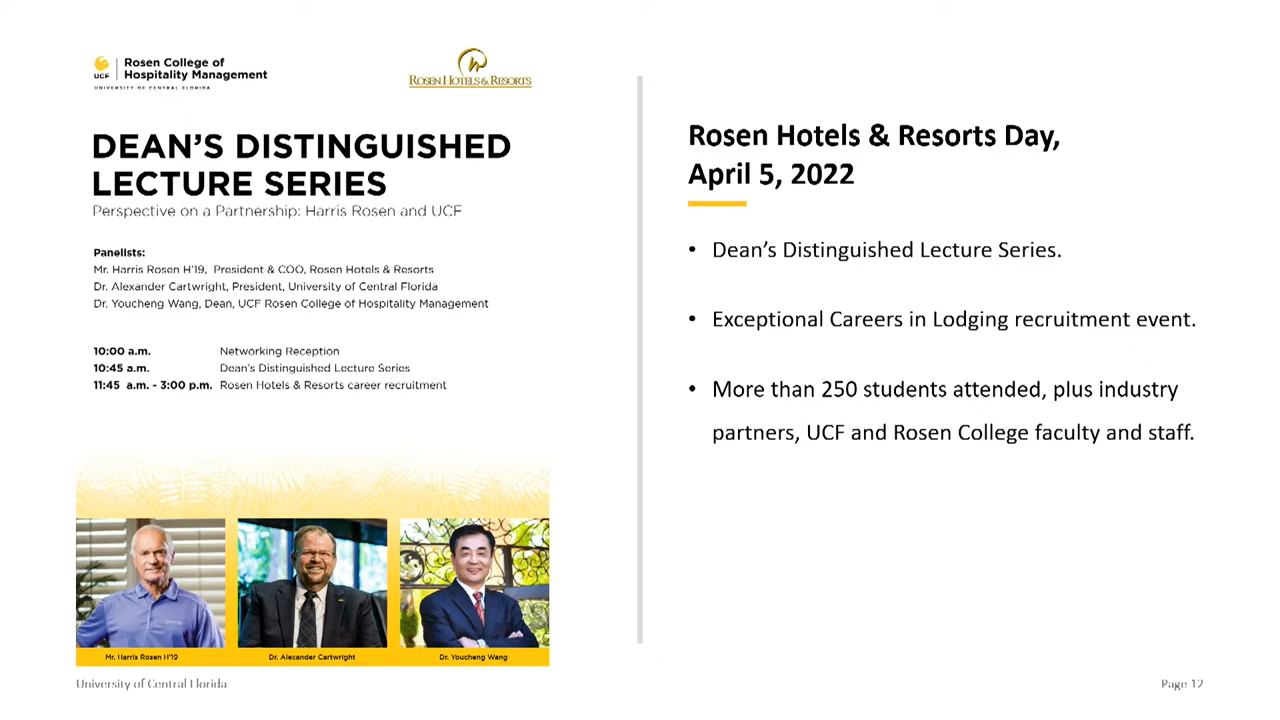 UCF
Rosen College of
Hospitality Management
UNIVERSITY OF CENTRAL FLORIDA
ROSEN HOTELS & RESORTS
DEAN'S DISTINGUISHED
LECTURE SERIES
Perspective on a Partnership: Harris Rosen and UCF
Panelists:
Mr. Harris Rosen H'19, President & COO, Rosen Hotels & Resorts
Dr. Alexander Cartwright, President, University of Central Florida
Dr. Youcheng Wang, Dean, UCF Rosen College of Hospitality Management
10:00 a.m. Networking Reception
10:45 a.m. Dean's Distinguished Lecture Series
11:45 a.m. - 3:00 p.m. Rosen Hotels & Resorts career recruitment
Mr. Harris Rosen H'19
Dr. Alexander Cartwright
Dr. Youcheng Wang
Rosen Hotels & Resorts Day,
April 5, 2022
• Dean's Distinguished Lecture Series.
• Exceptional Careers in Lodging recruitment event.
• More than 250 students attended, plus industry
partners, UCF and Rosen College faculty and staff.
University of Central Florida
Page 12